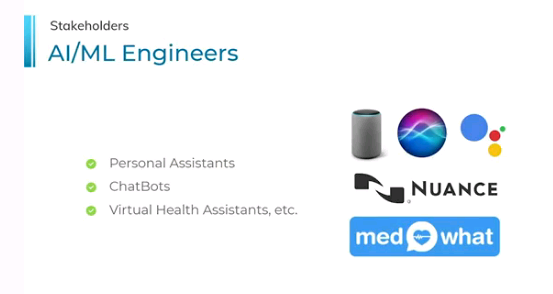 Stakeholders
AI/ML Engineers
Personal Assistants
ChatBots
Virtual Health Assistants, etc.
NUANCE
med what